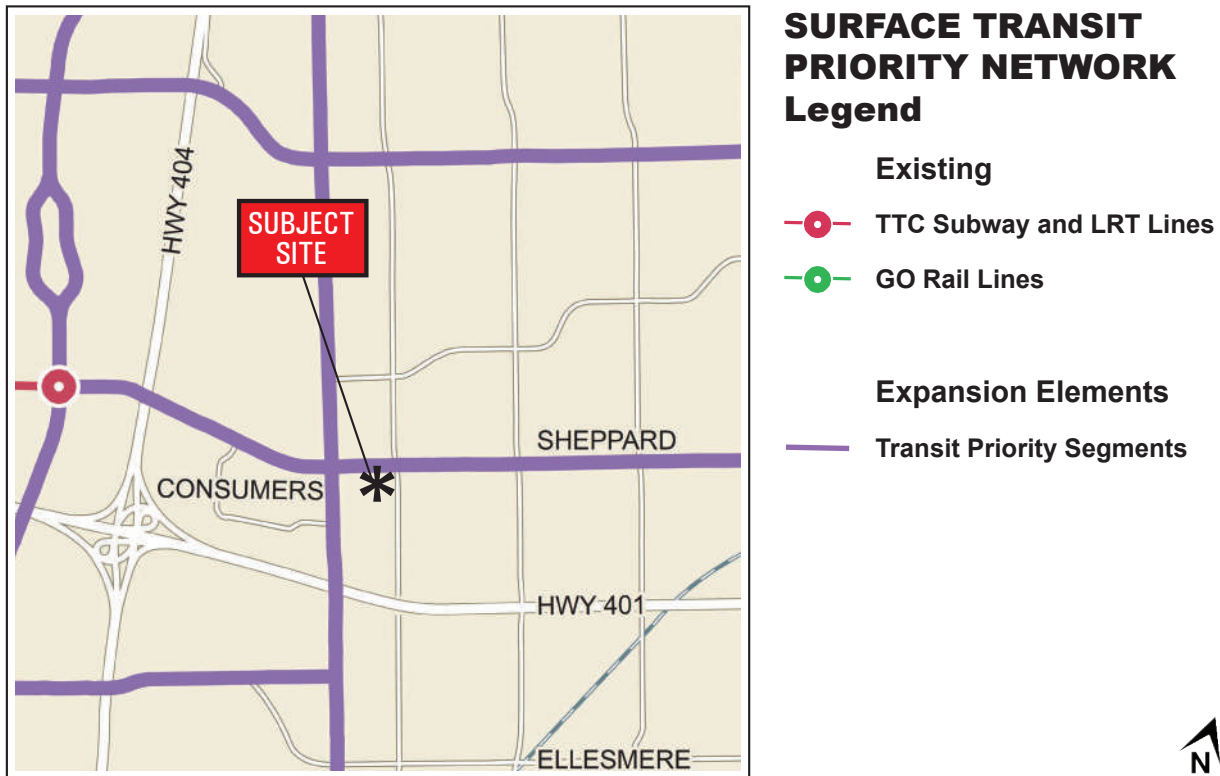 SURFACE TRANSIT
PRIORITY NETWORK
Legend
Existing
TTC Subway and LRT Lines
GO Rail Lines
Expansion Elements
Transit Priority Segments
HWY 404
SUBJECT
SITE
SHEPPARD
CONSUMERS
HWY 401
ELLESMERE
N